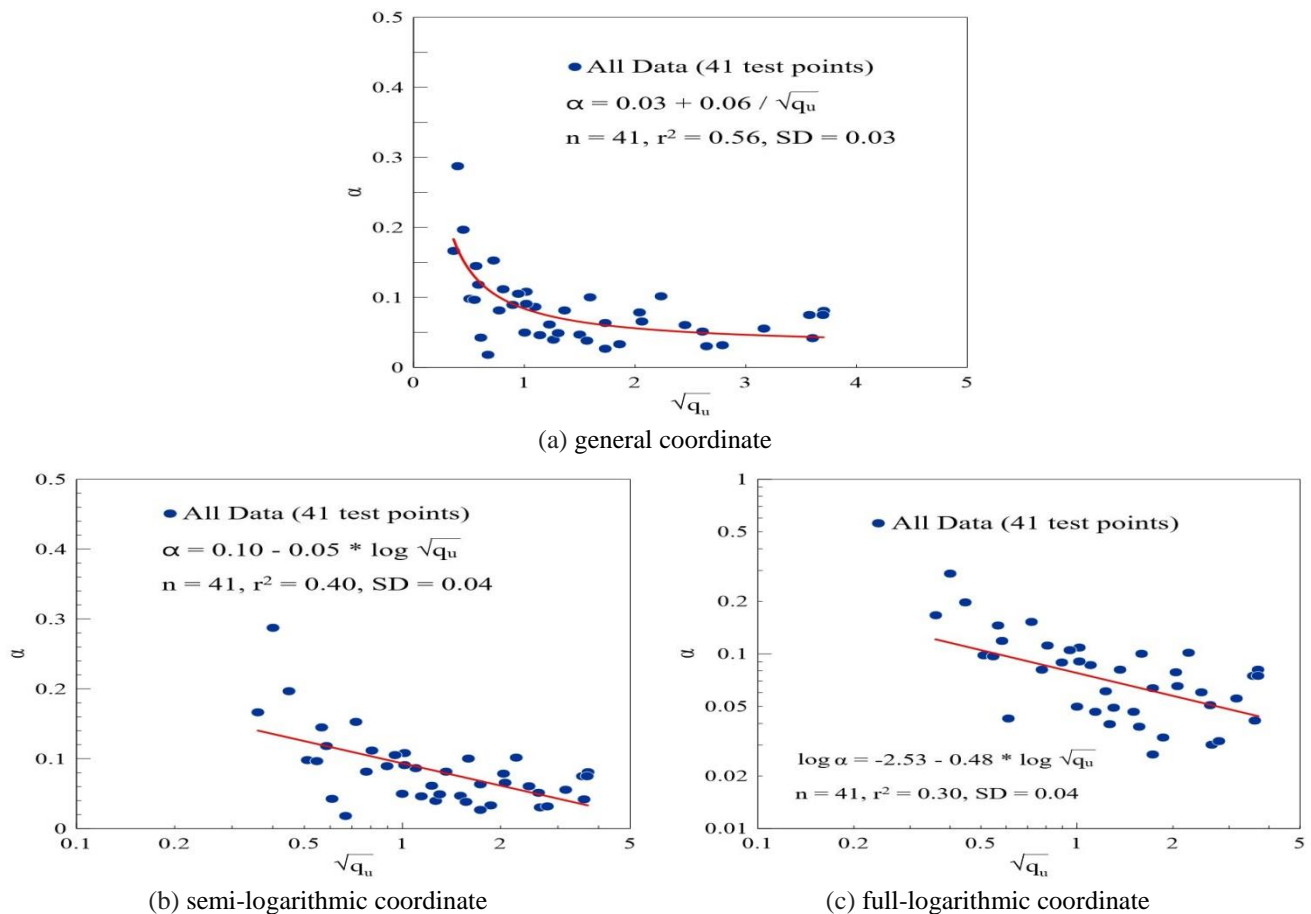 0.5
● All Data (41 test points)
0.4
α = 0.03 + 0.06 / √qᵤ
n = 41, r² = 0.56, SD = 0.03
0.3
α
0.2
0.1
0
0 1 2 3 4 5
√qᵤ
(a) general coordinate
0.5
● All Data (41 test points)
0.4
α = 0.10 - 0.05 * log √qᵤ
n = 41, r² = 0.40, SD = 0.04
0.3
α
0.2
0.1
0
0.1 0.2 0.5 1 2 5
√qᵤ
(b) semi-logarithmic coordinate
1
● All Data (41 test points)
0.5
0.2
α
0.1
0.05
log α = -2.53 - 0.48 * log √qᵤ
0.02
n = 41, r² = 0.30, SD = 0.04
0.01
0.1 0.2 0.5 1 2 5
√qᵤ
(c) full-logarithmic coordinate